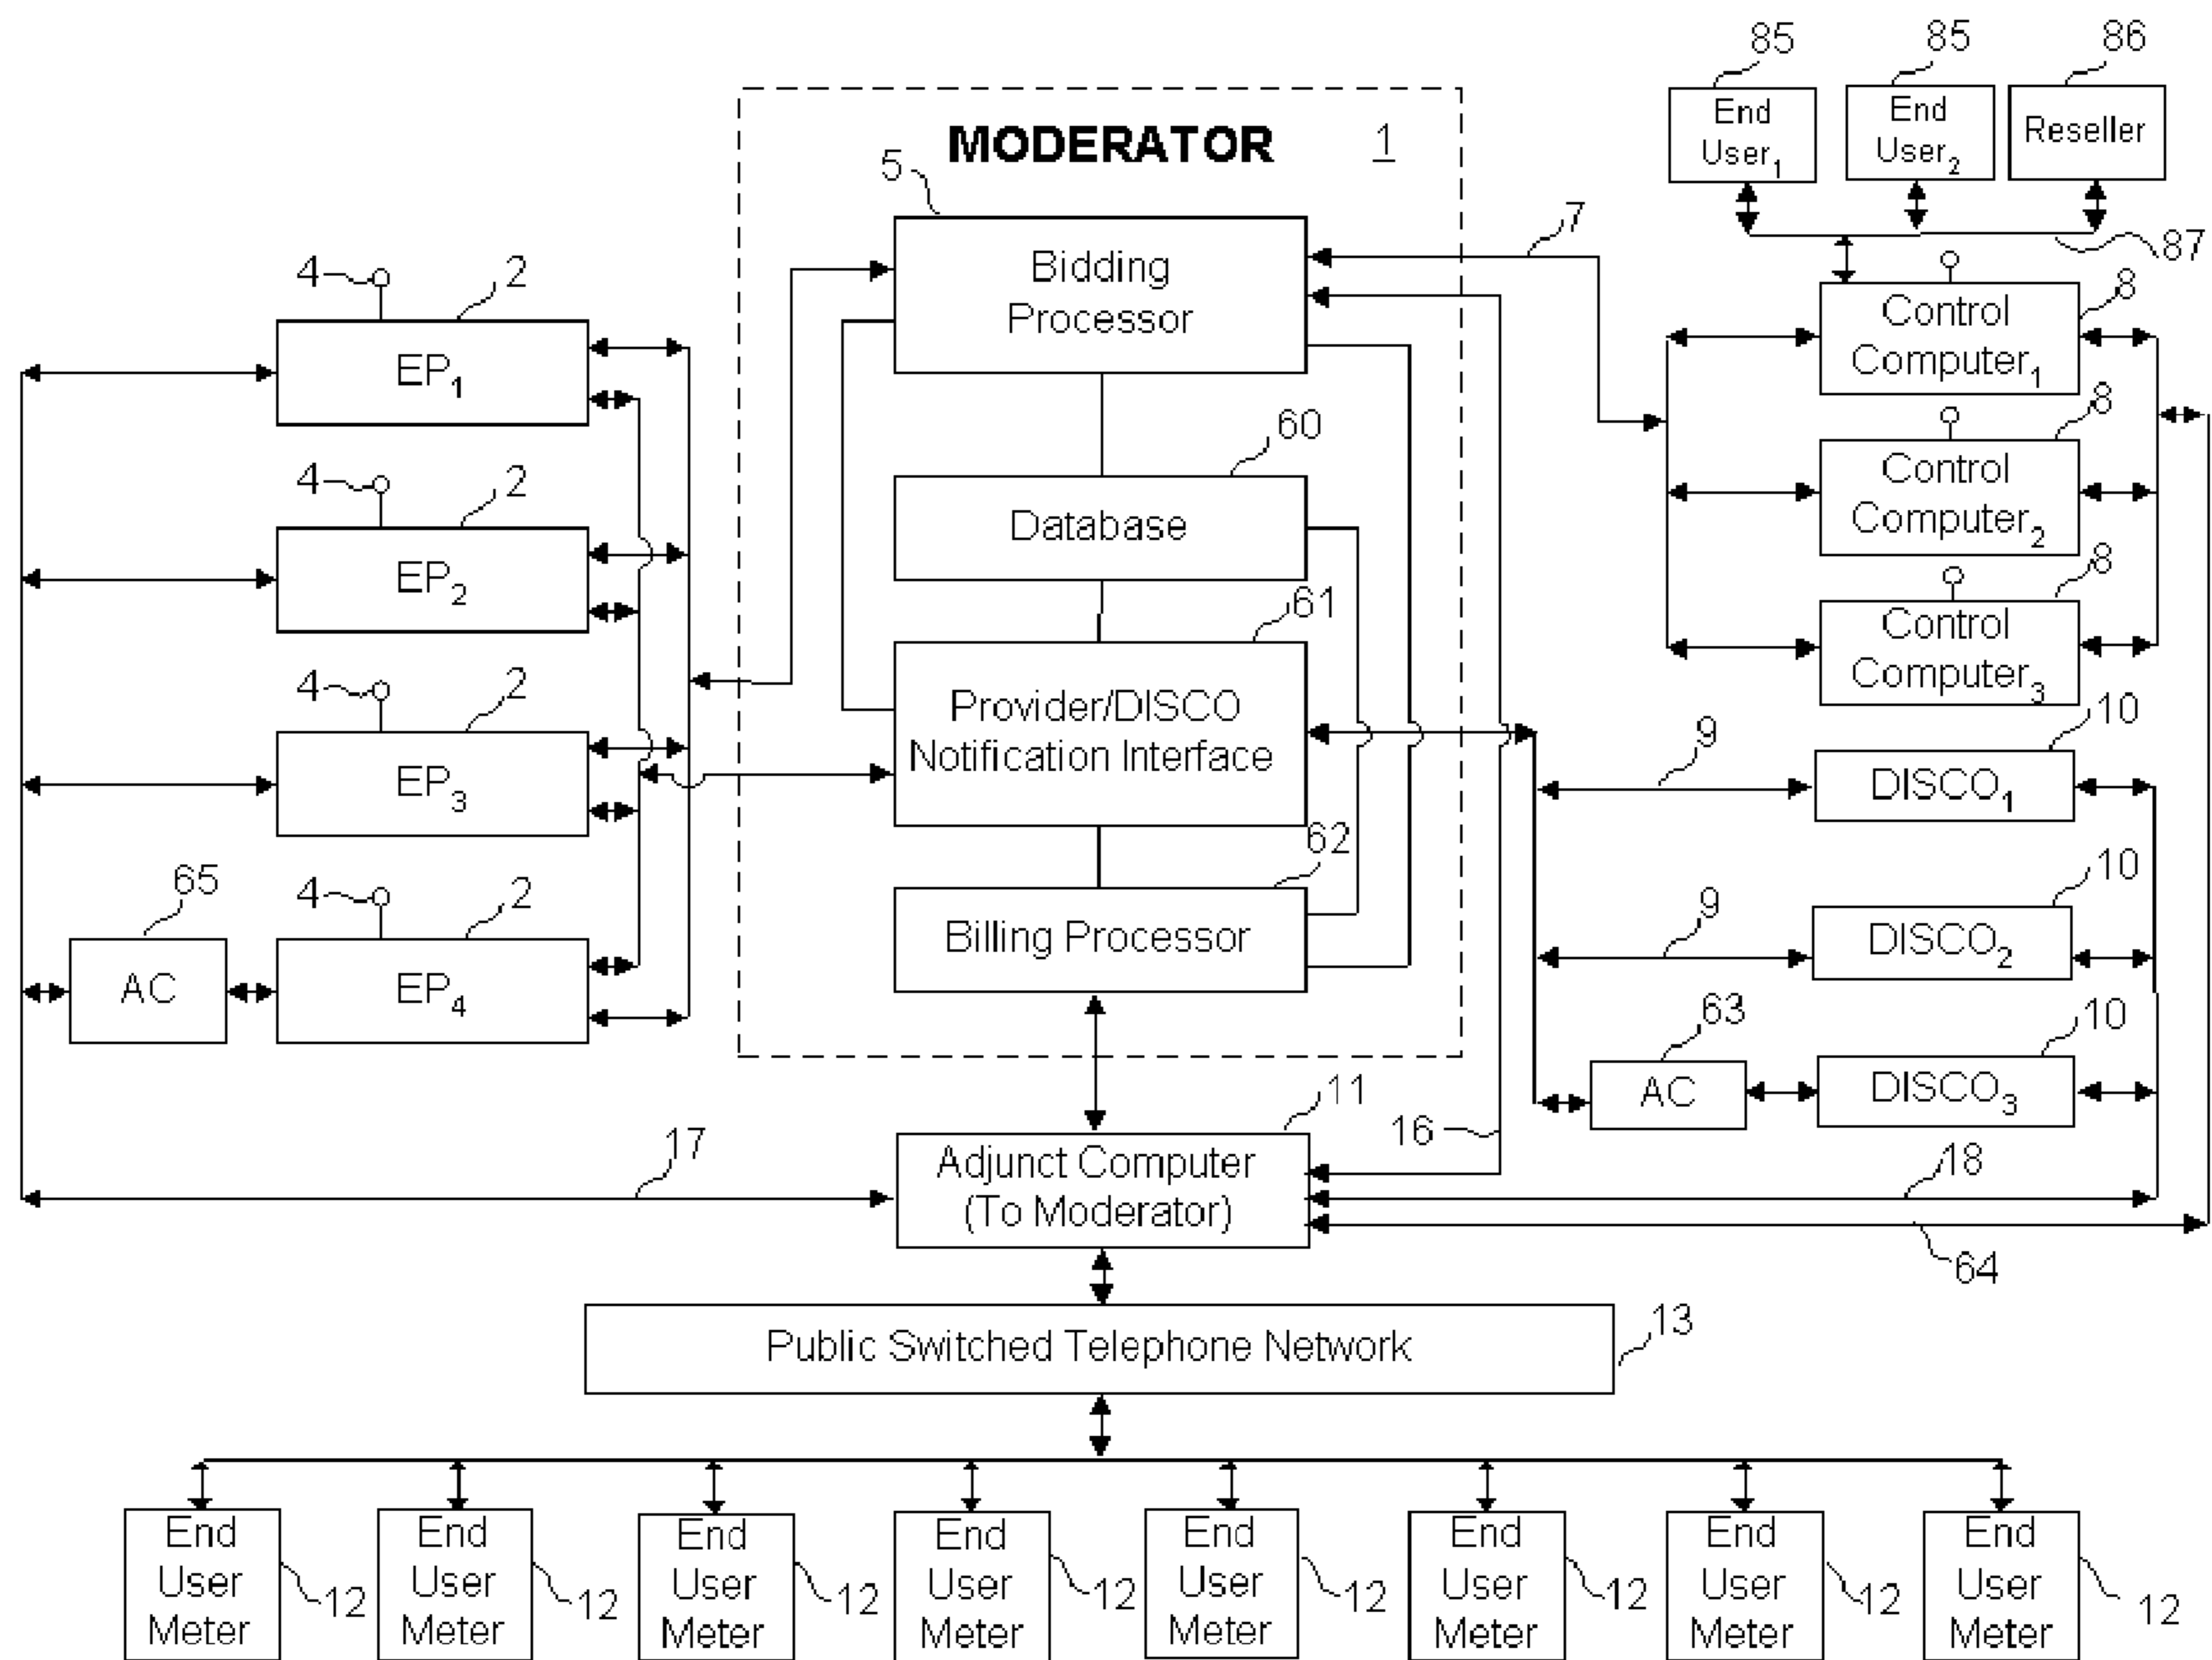 85
85
86
End
User1
End
User2
Reseller
87
MODERATOR 1
5
Bidding
Processor
7
4
2
EP1
4
2
EP2
4
2
EP3
4
2
EP4
65
AC
60
Database
61
Provider/DISCO
Notification Interface
62
Billing Processor
8
Control
Computer1
8
Control
Computer2
8
Control
Computer3
9
10
DISCO1
9
10
DISCO2
63
AC
10
DISCO3
17
11
Adjunct Computer
(To Moderator)
16
18
64
Public Switched Telephone Network
13
End
User
Meter
12
End
User
Meter
12
End
User
Meter
12
End
User
Meter
12
End
User
Meter
12
End
User
Meter
12
End
User
Meter
12
End
User
Meter
12